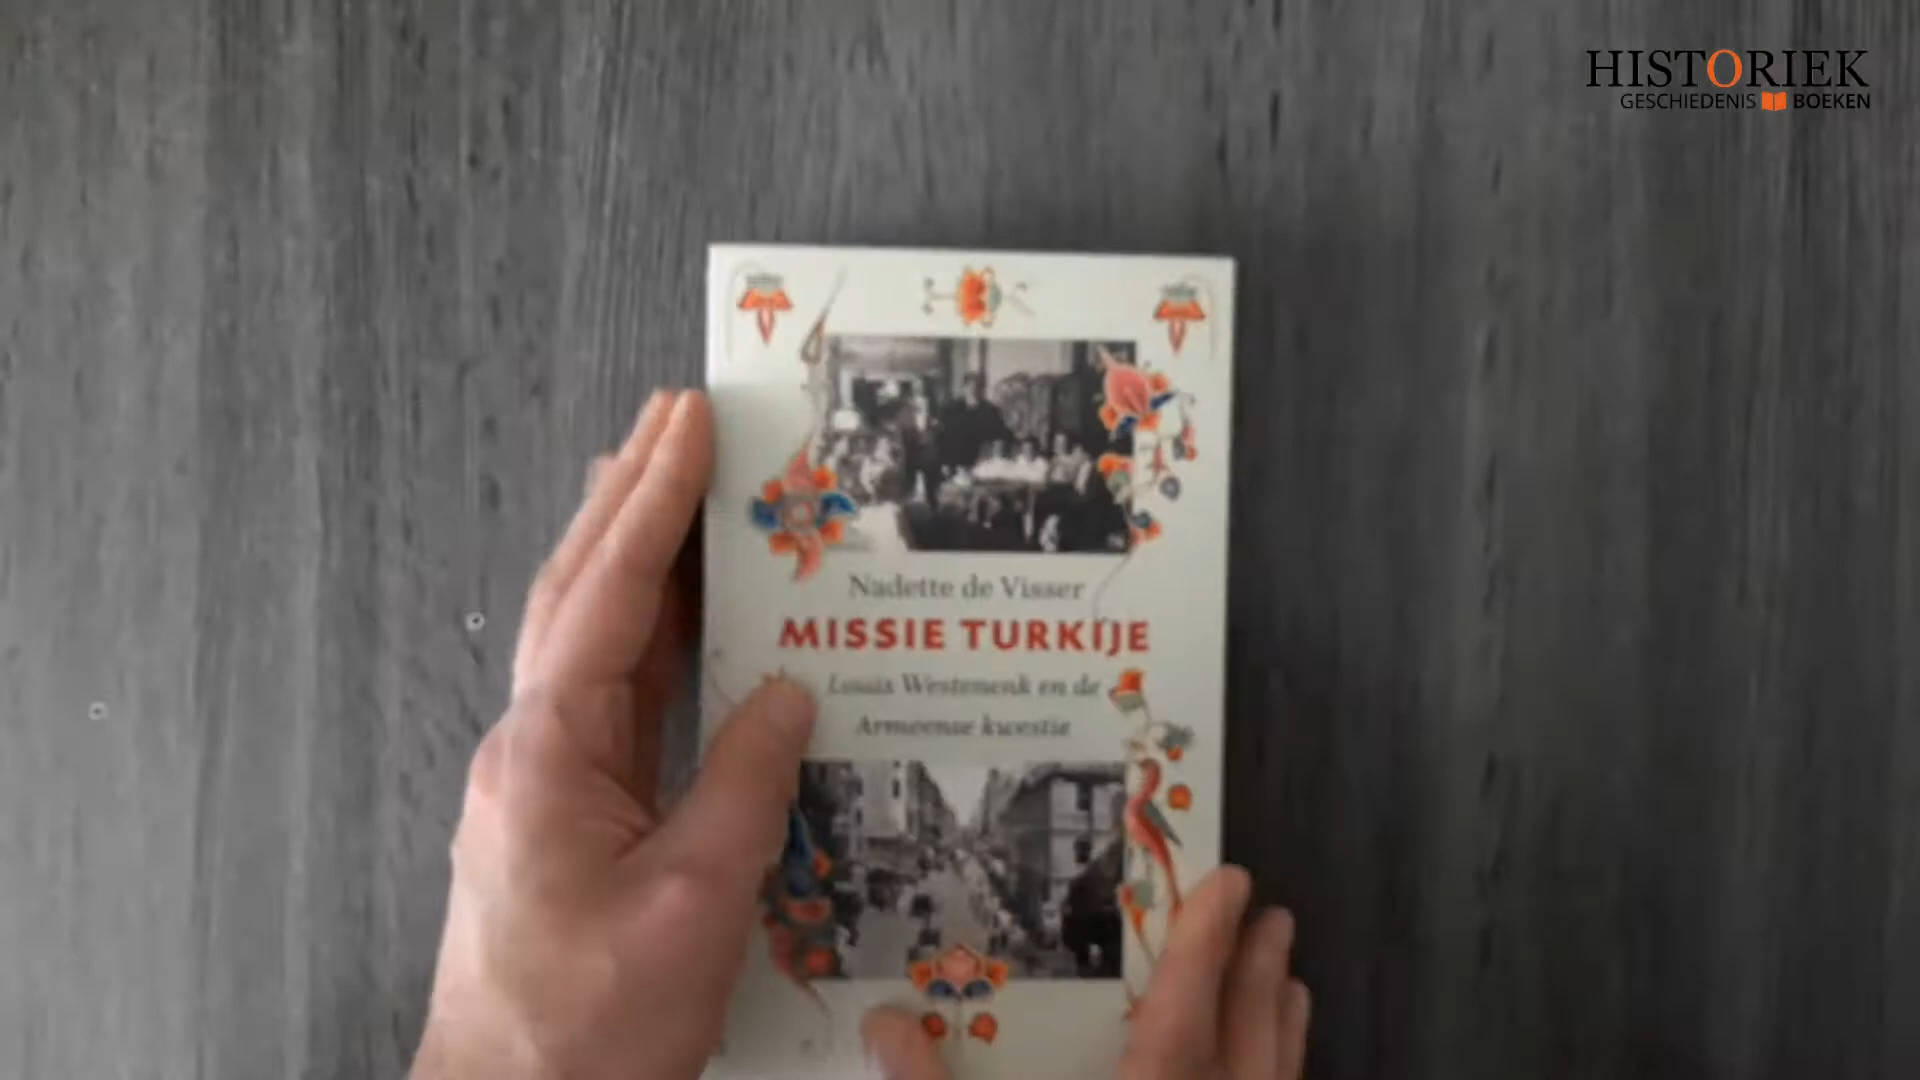 HISTORIEK
GESCHIEDENIS BOEKEN
Nadette de Visser
MISSIE TURKIJE
Louis Westenenk en de
Armeense kwestie